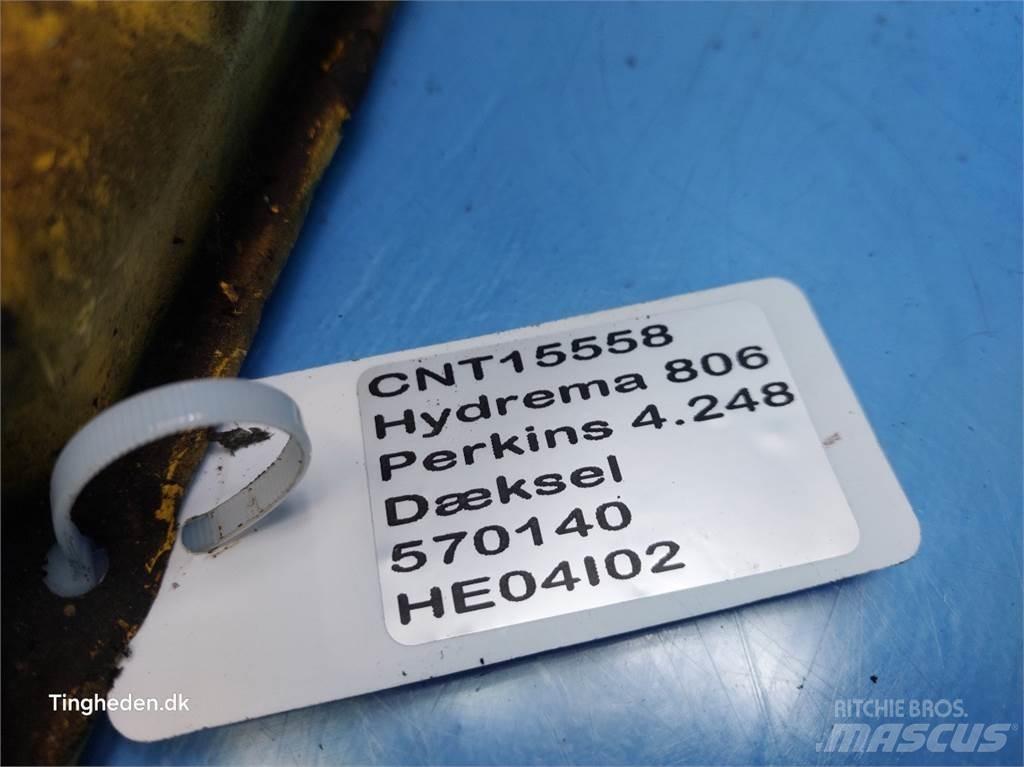 CNT15558
Hydrema 806
Perkins 4.248
Dæksel
570140
HE04I02
Tingheden.dk
RITCHIE BROS.
MASCUS